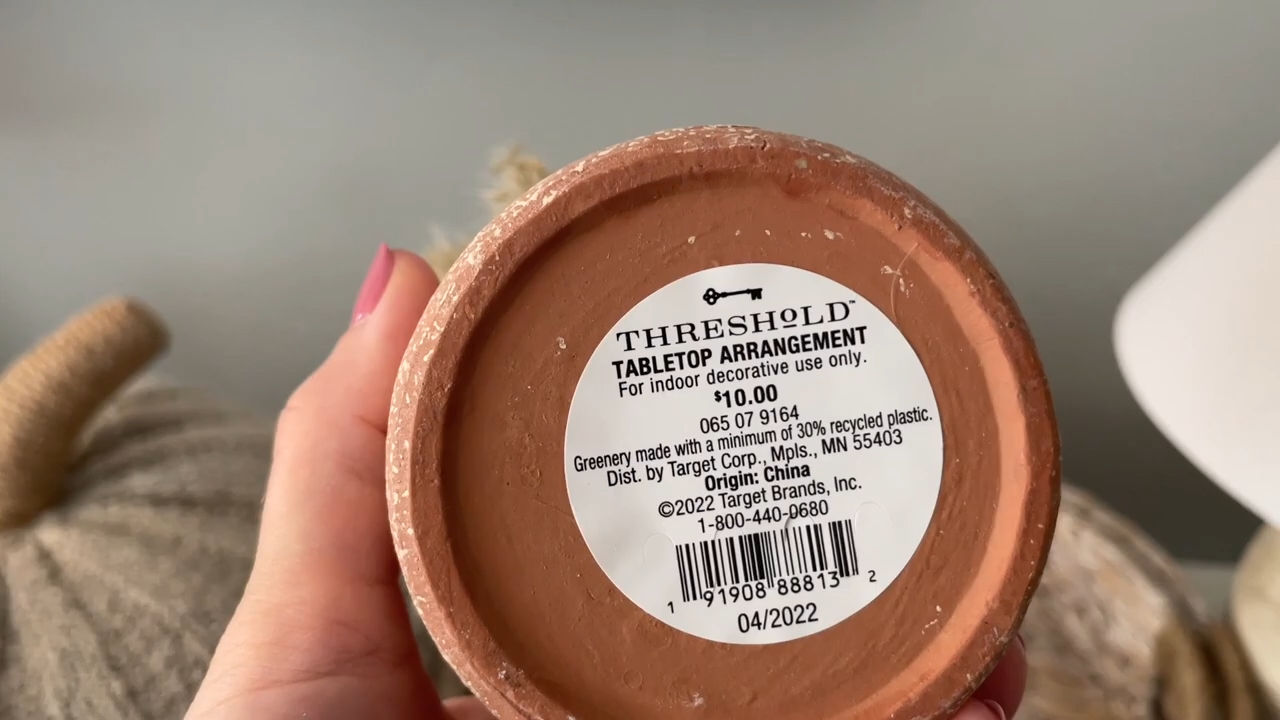 THRESHOLD™
TABLETOP ARRANGEMENT
For indoor decorative use only.
$10.00
065 07 9164
Greenery made with a minimum of 30% recycled plastic.
Dist. by Target Corp., Mpls., MN 55403
Origin: China
©2022 Target Brands, Inc.
1-800-440-0680
1 91908 88813 2
04/2022